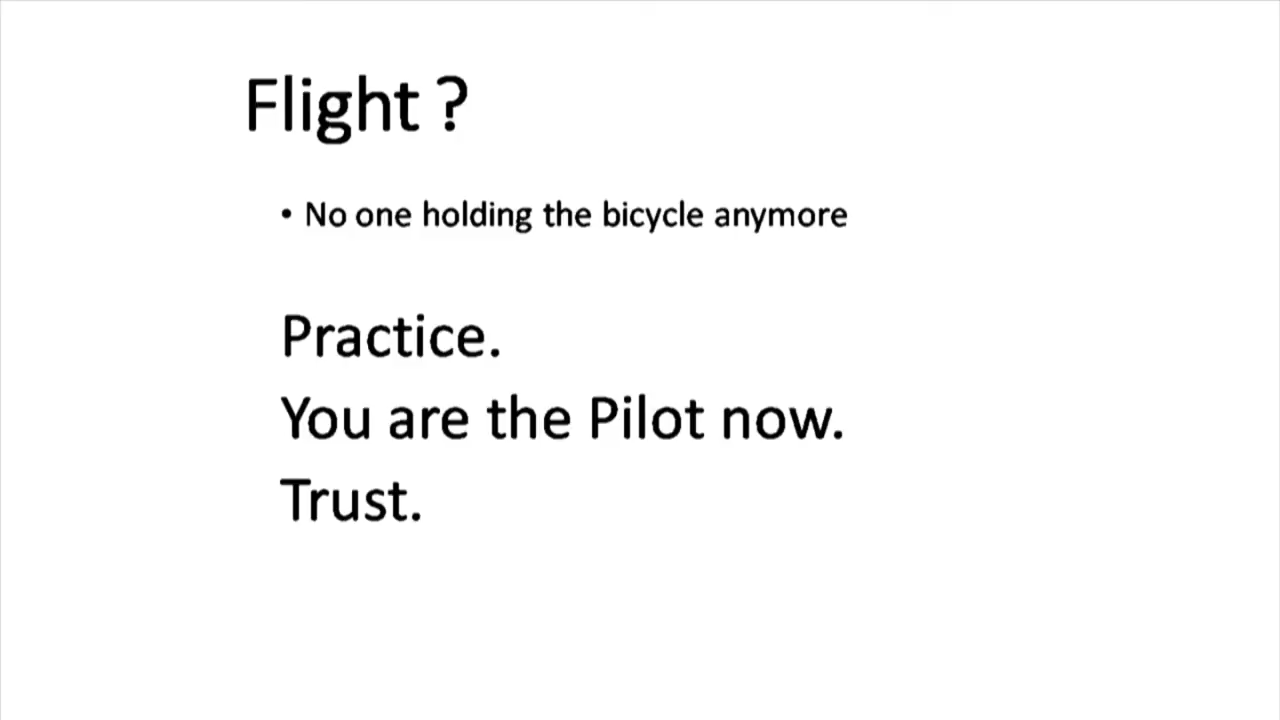 Flight ?
• No one holding the bicycle anymore
Practice.
You are the Pilot now.
Trust.